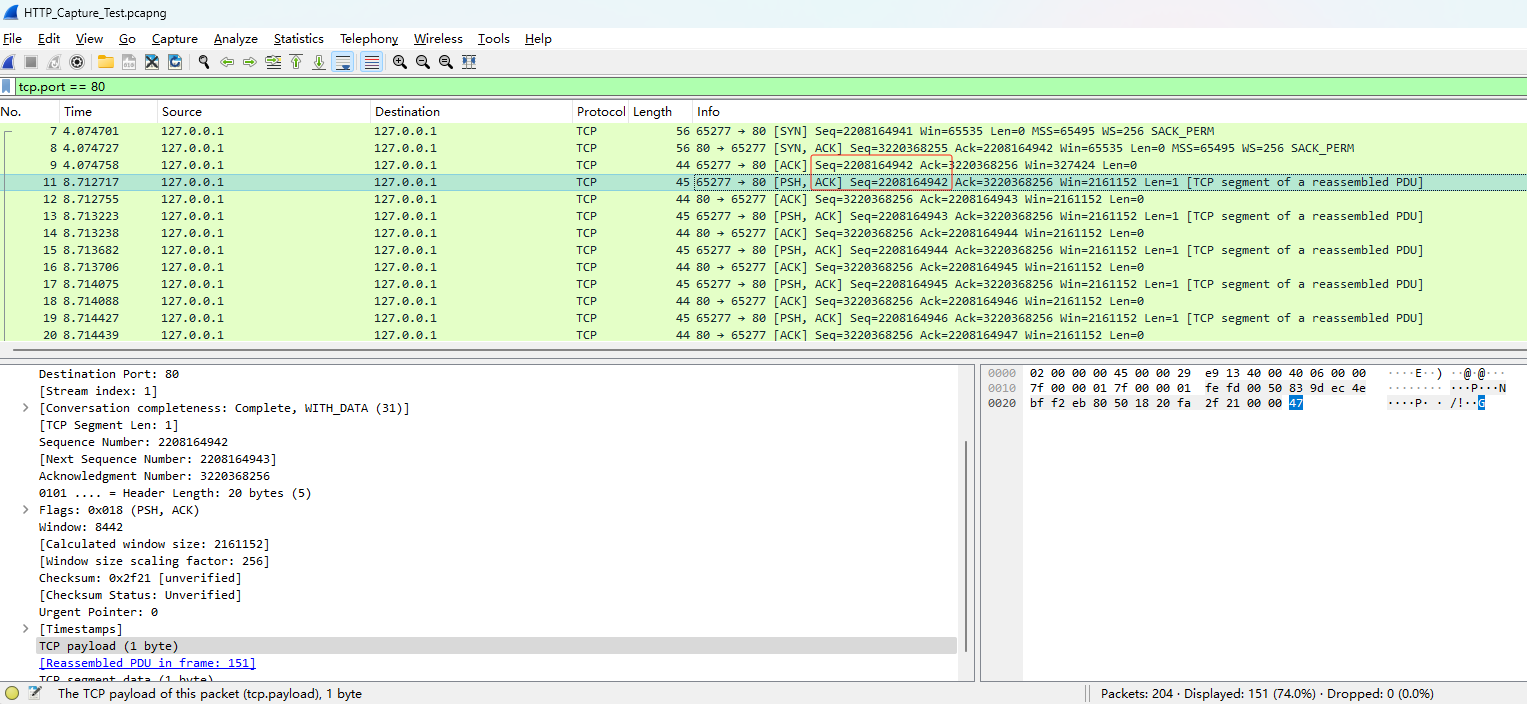 HTTP_Capture_Test.pcapng
File Edit View Go Capture Analyze Statistics Telephony Wireless Tools Help
tcp.port == 80
No. Time Source Destination Protocol Length Info
7 4.074701 127.0.0.1 127.0.0.1 TCP 56 65277 → 80 [SYN] Seq=2208164941 Win=65535 Len=0 MSS=65495 WS=256 SACK_PERM
8 4.074727 127.0.0.1 127.0.0.1 TCP 56 80 → 65277 [SYN, ACK] Seq=3220368255 Ack=2208164942 Win=65535 Len=0 MSS=65495 WS=256 SACK_PERM
9 4.074758 127.0.0.1 127.0.0.1 TCP 44 65277 → 80 [ACK] Seq=2208164942 Ack=3220368256 Win=327424 Len=0
11 8.712717 127.0.0.1 127.0.0.1 TCP 45 65277 → 80 [PSH, ACK] Seq=2208164942 Ack=3220368256 Win=2161152 Len=1 [TCP segment of a reassembled PDU]
12 8.712755 127.0.0.1 127.0.0.1 TCP 44 80 → 65277 [ACK] Seq=3220368256 Ack=2208164943 Win=2161152 Len=0
13 8.713223 127.0.0.1 127.0.0.1 TCP 45 65277 → 80 [PSH, ACK] Seq=2208164943 Ack=3220368256 Win=2161152 Len=1 [TCP segment of a reassembled PDU]
14 8.713238 127.0.0.1 127.0.0.1 TCP 44 80 → 65277 [ACK] Seq=3220368256 Ack=2208164944 Win=2161152 Len=0
15 8.713682 127.0.0.1 127.0.0.1 TCP 45 65277 → 80 [PSH, ACK] Seq=2208164944 Ack=3220368256 Win=2161152 Len=1 [TCP segment of a reassembled PDU]
16 8.713706 127.0.0.1 127.0.0.1 TCP 44 80 → 65277 [ACK] Seq=3220368256 Ack=2208164945 Win=2161152 Len=0
17 8.714075 127.0.0.1 127.0.0.1 TCP 45 65277 → 80 [PSH, ACK] Seq=2208164945 Ack=3220368256 Win=2161152 Len=1 [TCP segment of a reassembled PDU]
18 8.714088 127.0.0.1 127.0.0.1 TCP 44 80 → 65277 [ACK] Seq=3220368256 Ack=2208164946 Win=2161152 Len=0
19 8.714427 127.0.0.1 127.0.0.1 TCP 45 65277 → 80 [PSH, ACK] Seq=2208164946 Ack=3220368256 Win=2161152 Len=1 [TCP segment of a reassembled PDU]
20 8.714439 127.0.0.1 127.0.0.1 TCP 44 80 → 65277 [ACK] Seq=3220368256 Ack=2208164947 Win=2161152 Len=0
Destination Port: 80
[Stream index: 1]
[Conversation completeness: Complete, WITH_DATA (31)]
[TCP Segment Len: 1]
Sequence Number: 2208164942
[Next Sequence Number: 2208164943]
Acknowledgment Number: 3220368256
0101 .... = Header Length: 20 bytes (5)
Flags: 0x018 (PSH, ACK)
Window: 8442
[Calculated window size: 2161152]
[Window size scaling factor: 256]
Checksum: 0x2f21 [unverified]
[Checksum Status: Unverified]
Urgent Pointer: 0
[Timestamps]
TCP payload (1 byte)
[Reassembled PDU in frame: 151]
TCP segment data (1 byte)
0000 02 00 00 00 45 00 00 29 e9 13 40 00 40 06 00 00 ····E··) ··@·@···
0010 7f 00 00 01 7f 00 00 01 fe fd 00 50 83 9d ec 4e ········ ···P···N
0020 bf f2 eb 80 50 18 20 fa 2f 21 00 00 47 ····P· · /!··G
The TCP payload of this packet (tcp.payload), 1 byte
Packets: 204 · Displayed: 151 (74.0%) · Dropped: 0 (0.0%)